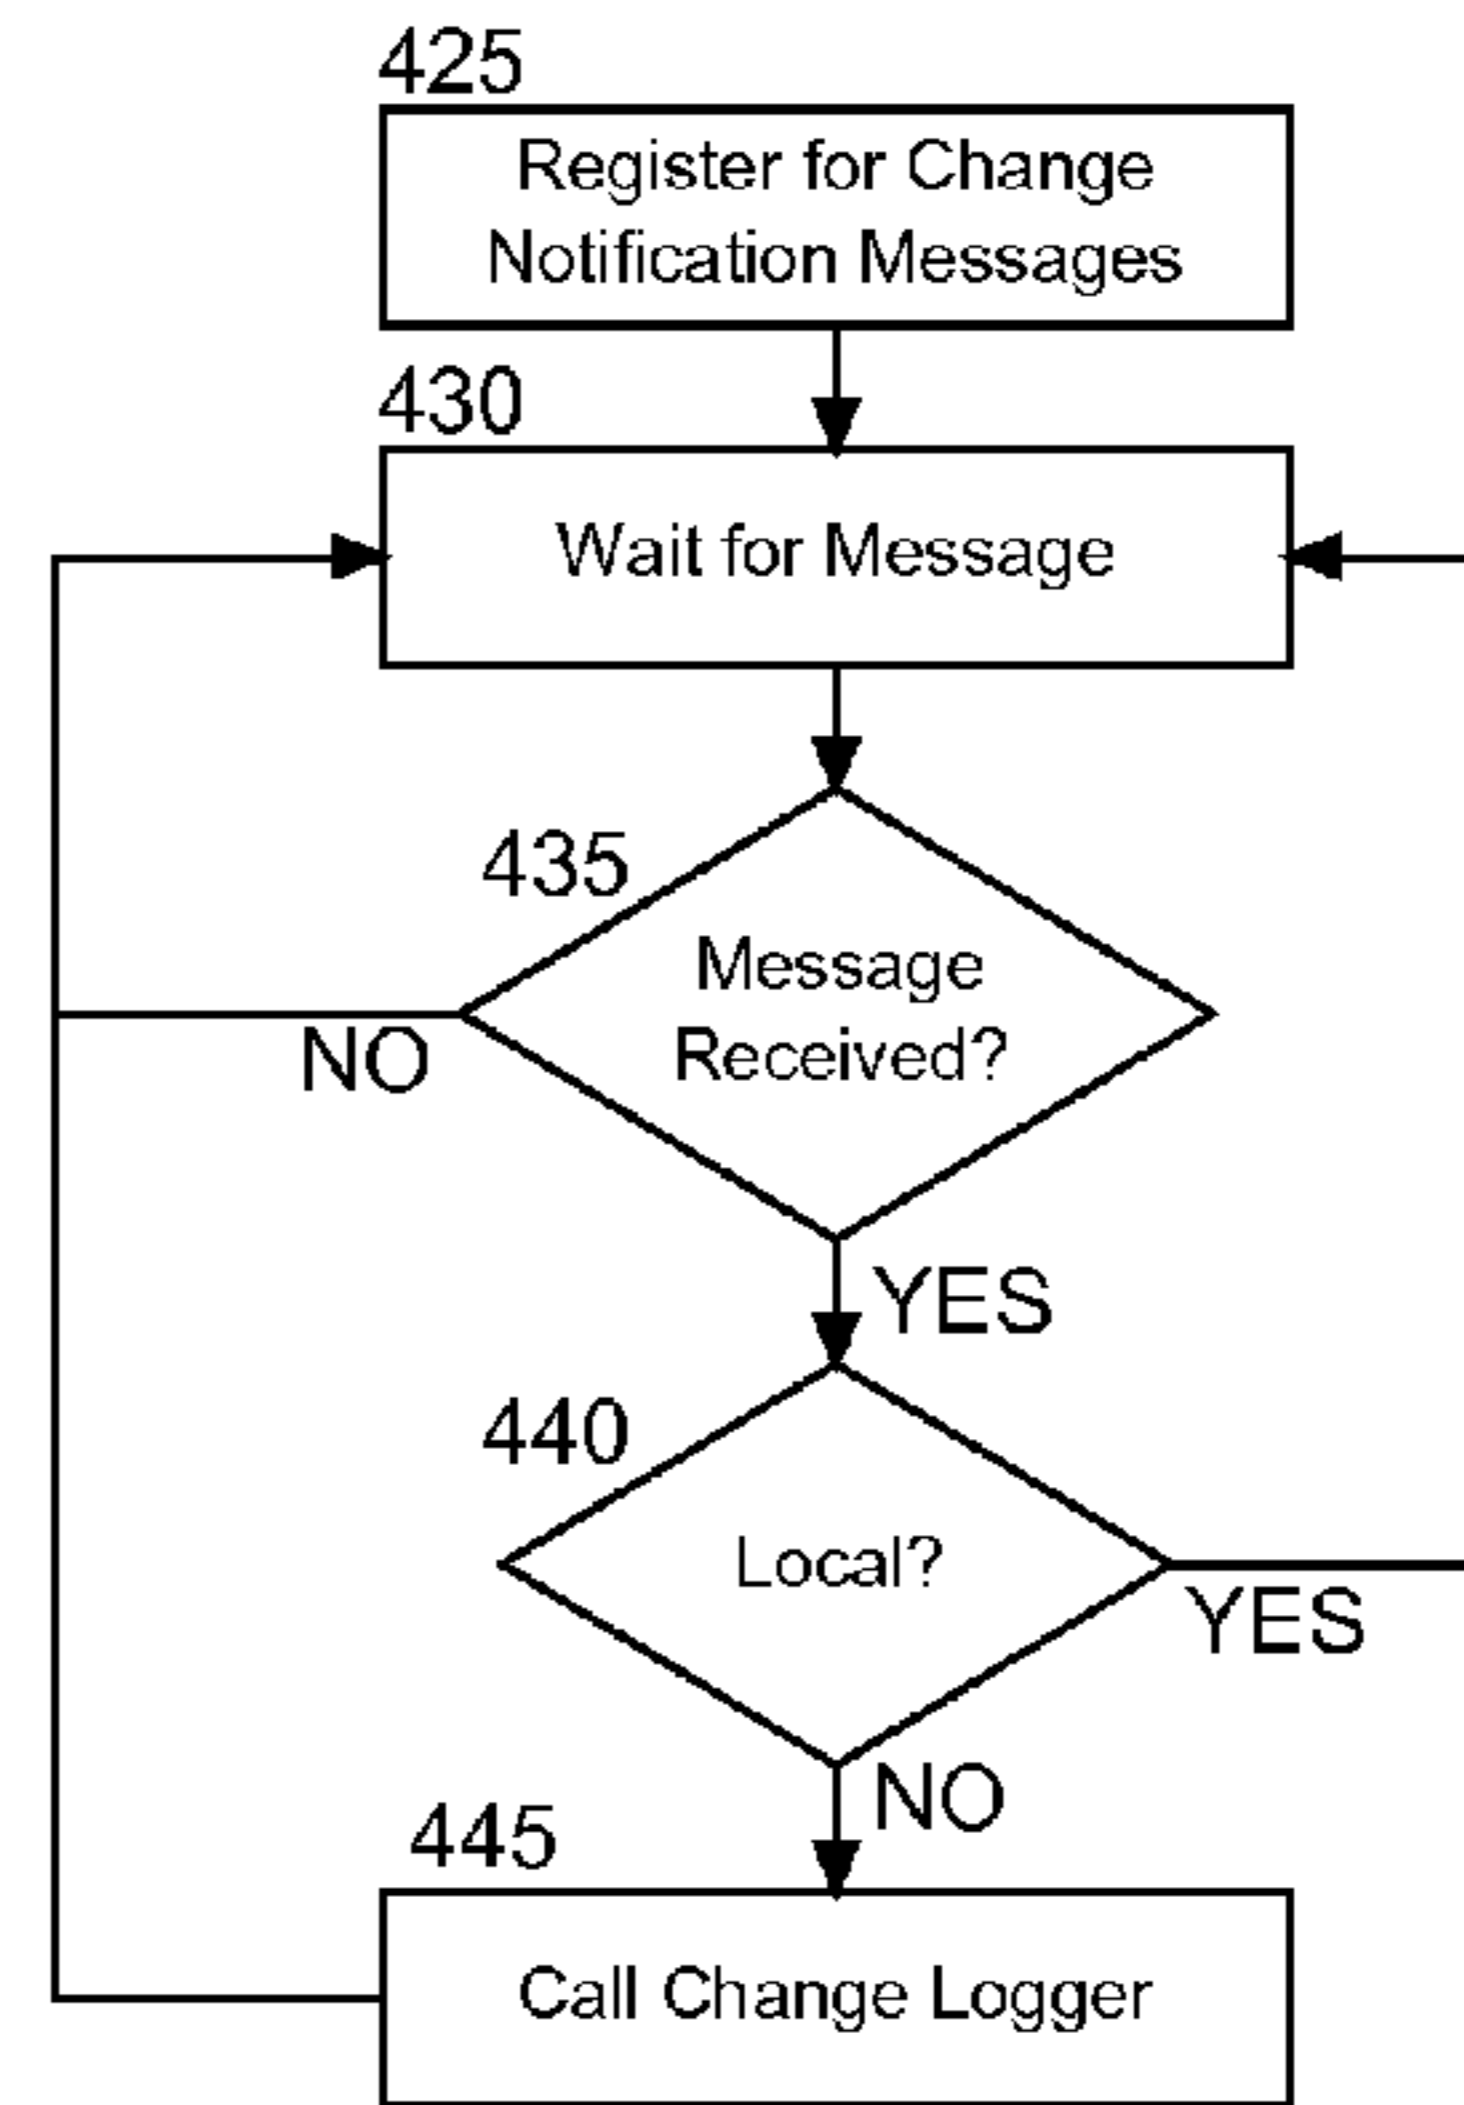 425
Register for Change
Notification Messages
430
Wait for Message
435
Message
Received?
NO
YES
440
Local?
YES
NO
445
Call Change Logger